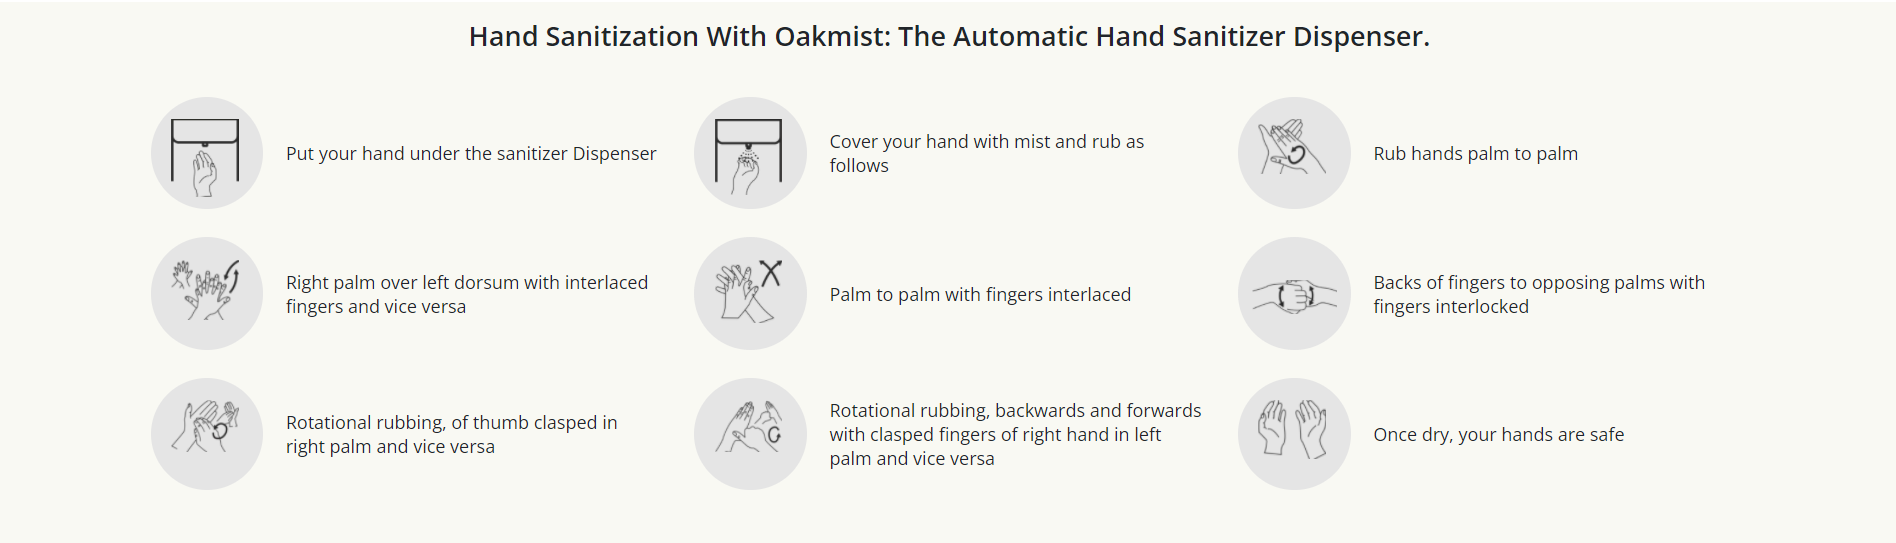 Hand Sanitization With Oakmist: The Automatic Hand Sanitizer Dispenser.
Put your hand under the sanitizer Dispenser
Cover your hand with mist and rub as
follows
Rub hands palm to palm
Right palm over left dorsum with interlaced
fingers and vice versa
Palm to palm with fingers interlaced
Backs of fingers to opposing palms with
fingers interlocked
Rotational rubbing, of thumb clasped in
right palm and vice versa
Rotational rubbing, backwards and forwards
with clasped fingers of right hand in left
palm and vice versa
Once dry, your hands are safe